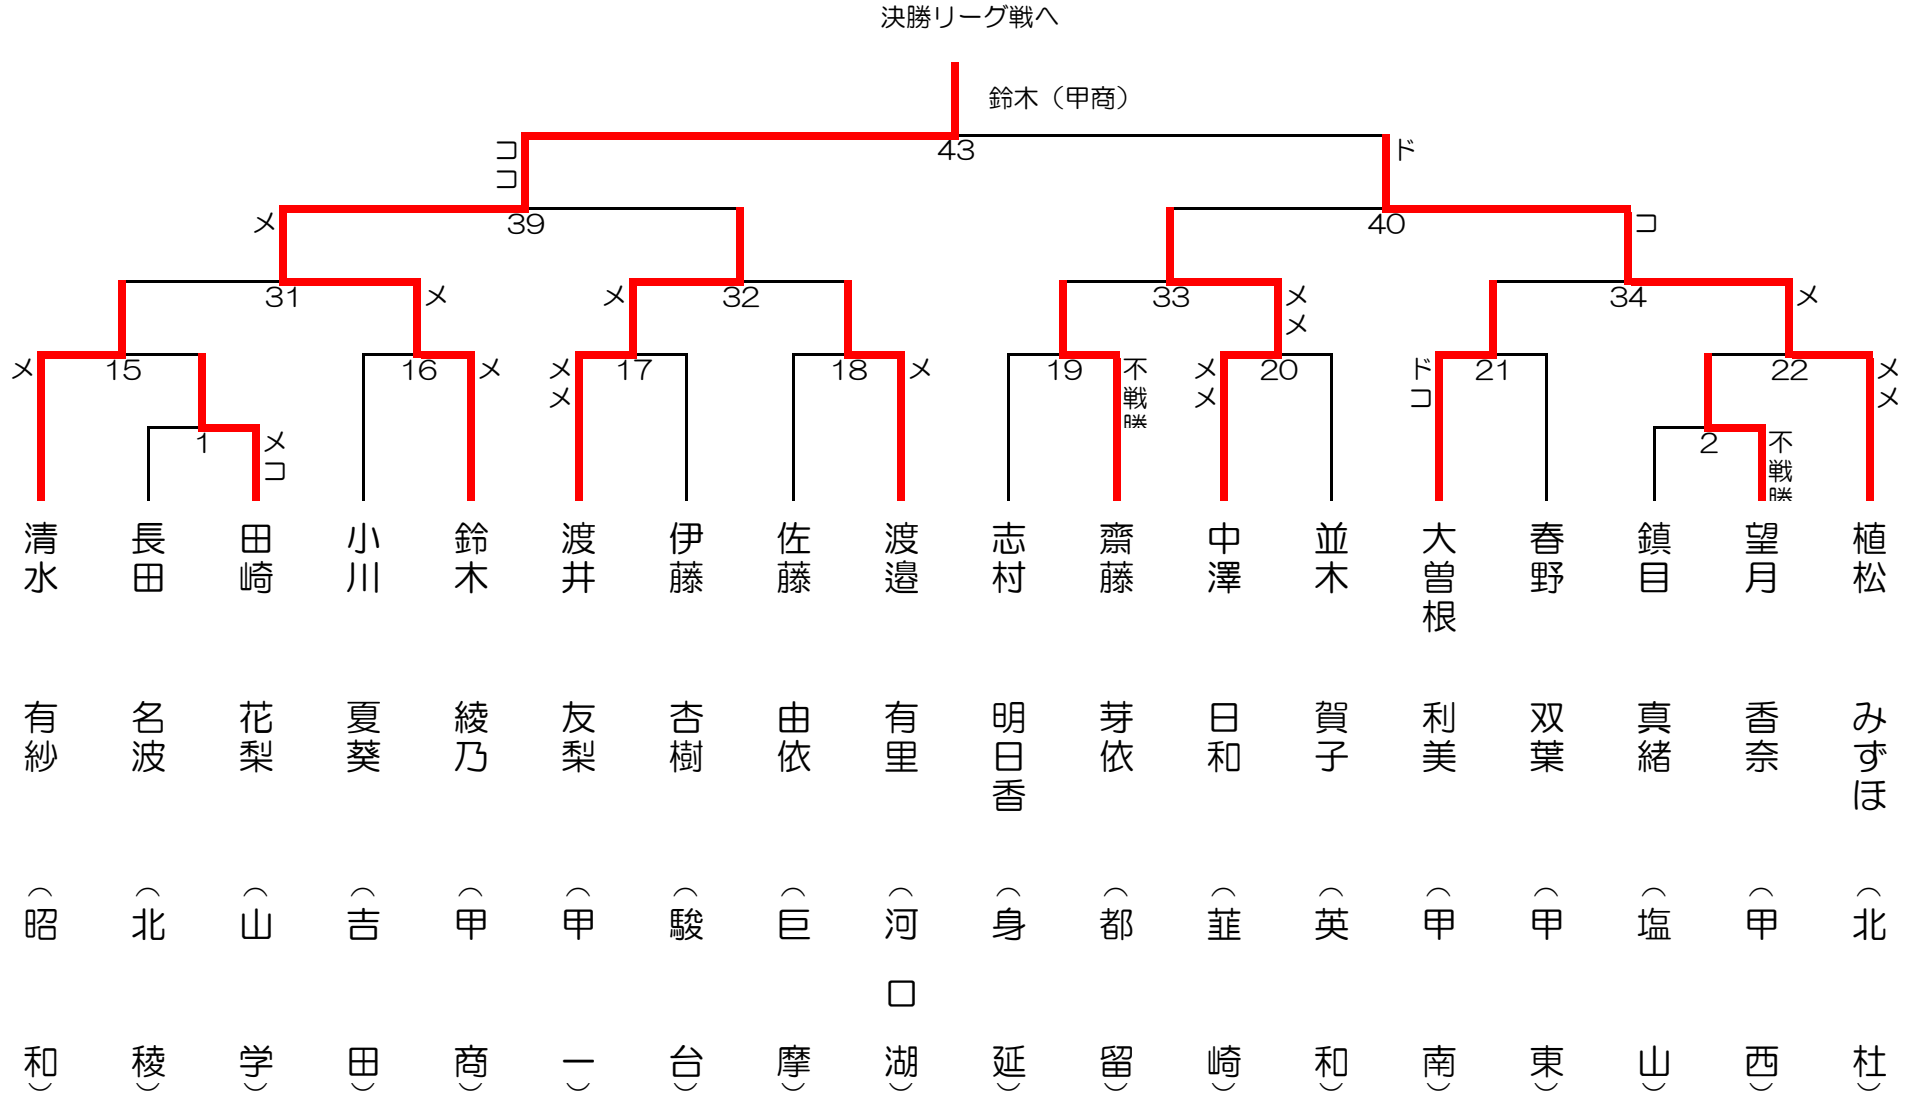 決勝リーグ戦へ
鈴木（甲商）
43
ココ
ド
39
40
メ
コ
31
32
33
34
メ
メ
メメ
メ
15
16
17
18
19
20
21
22
メ
メ
メメ
メ
不戦勝
メメ
ドコ
メメ
1
2
メコ
不戦勝
清水 有紗 （昭和）
長田 名波 （北稜）
田崎 花梨 （山学）
小川 夏葵 （吉田）
鈴木 綾乃 （甲商）
渡井 友梨 （甲一）
伊藤 杏樹 （駿台）
佐藤 由依 （巨摩）
渡邉 有里 （河口湖）
志村 明日香 （身延）
齋藤 芽依 （都留）
中澤 日和 （韮崎）
並木 賀子 （英和）
大曽根 利美 （甲南）
春野 双葉 （甲東）
鎮目 真緒 （塩山）
望月 香奈 （甲西）
植松 みずほ （北杜）